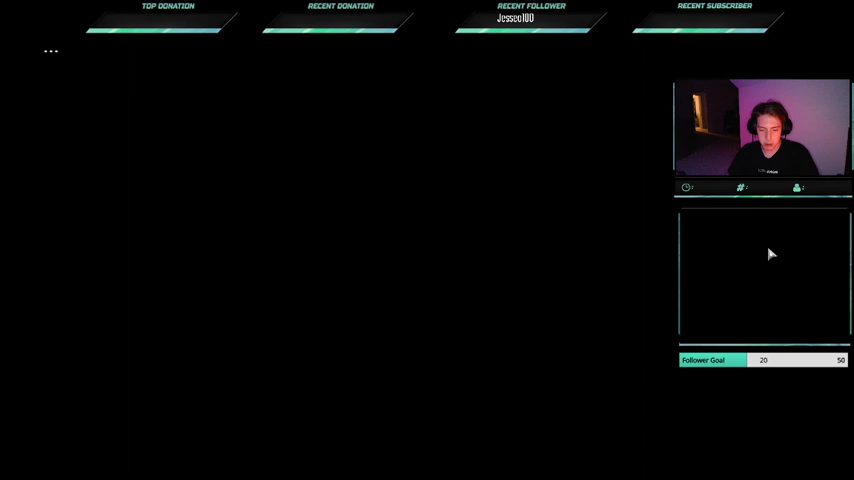 TOP DONATION
RECENT DONATION
RECENT FOLLOWER
RECENT SUBSCRIBER
Jesseo100
...
:
# :
:
Follower Goal 20 50